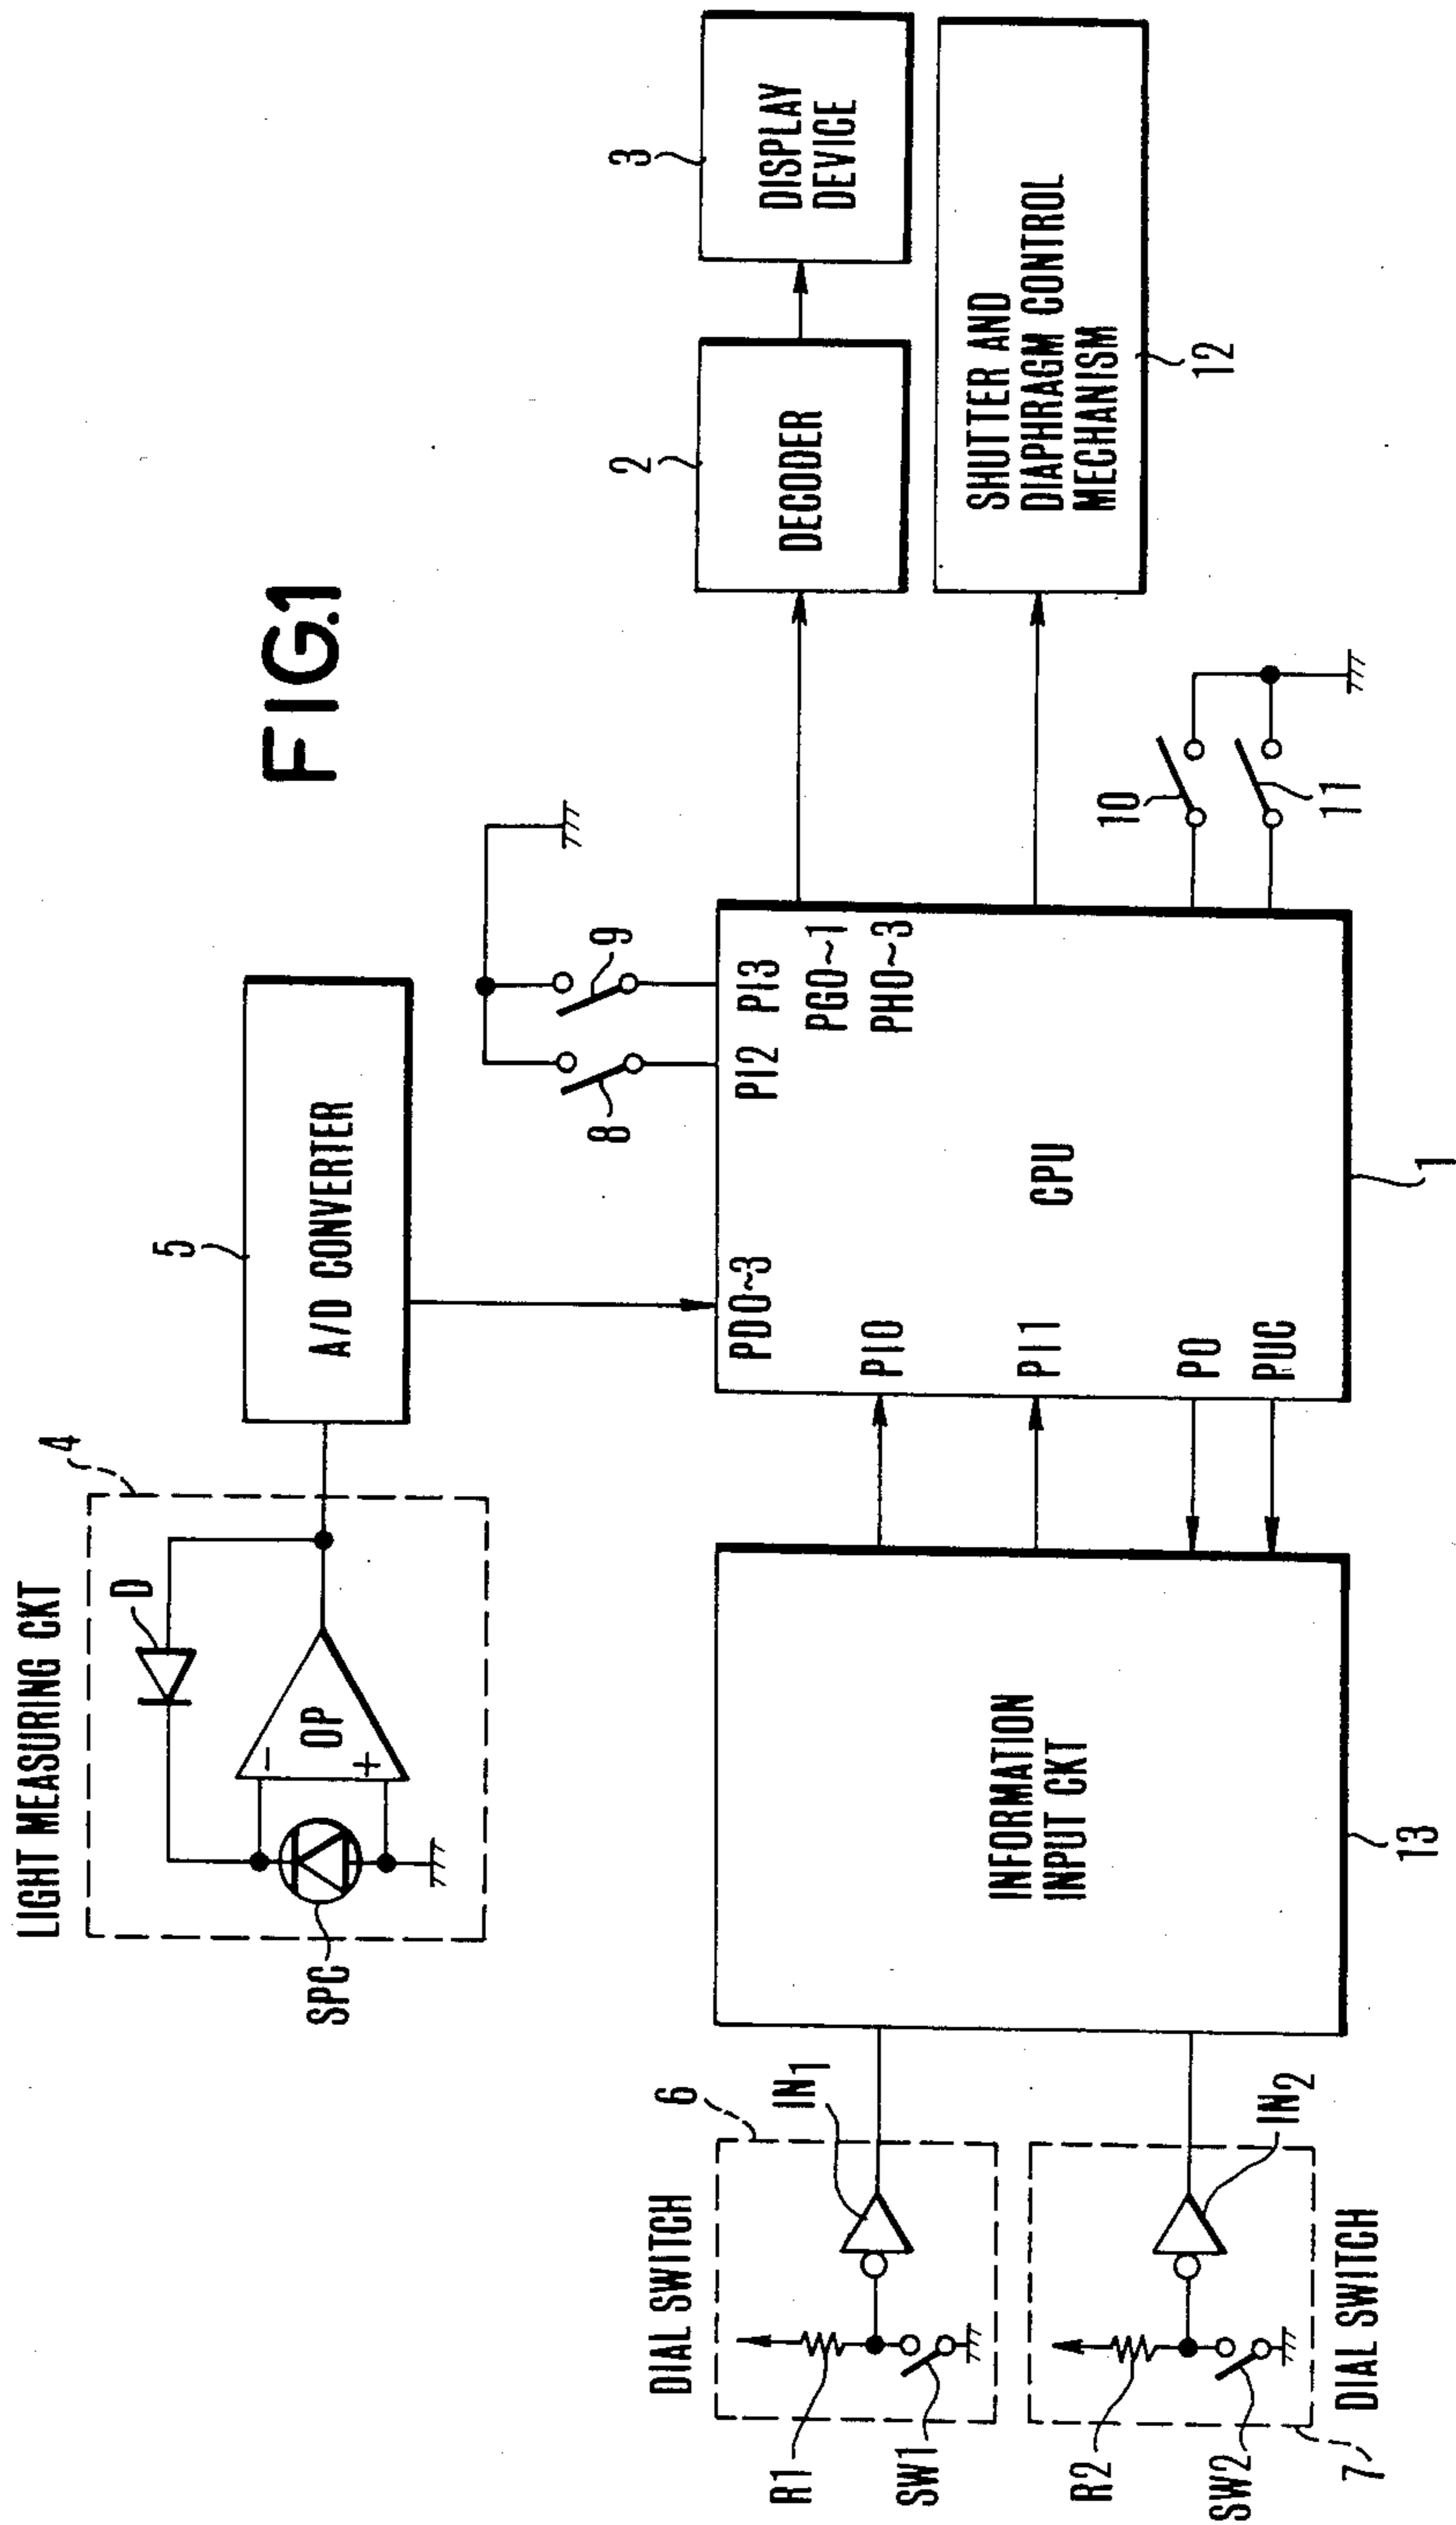 FIG.1
LIGHT MEASURING CKT
4
D
OP
-
+
SPC
5
A/D CONVERTER
8
9
PD0~3
PI2
PI3
PI0
PI1
PO
PUC
PG0~1
PH0~3
CPU
1
2
DECODER
3
DISPLAY
DEVICE
SHUTTER AND
DIAPHRAGM CONTROL
MECHANISM
12
10
11
INFORMATION
INPUT CKT
13
DIAL SWITCH
6
IN1
R1
SW1
IN2
R2
SW2
7
DIAL SWITCH